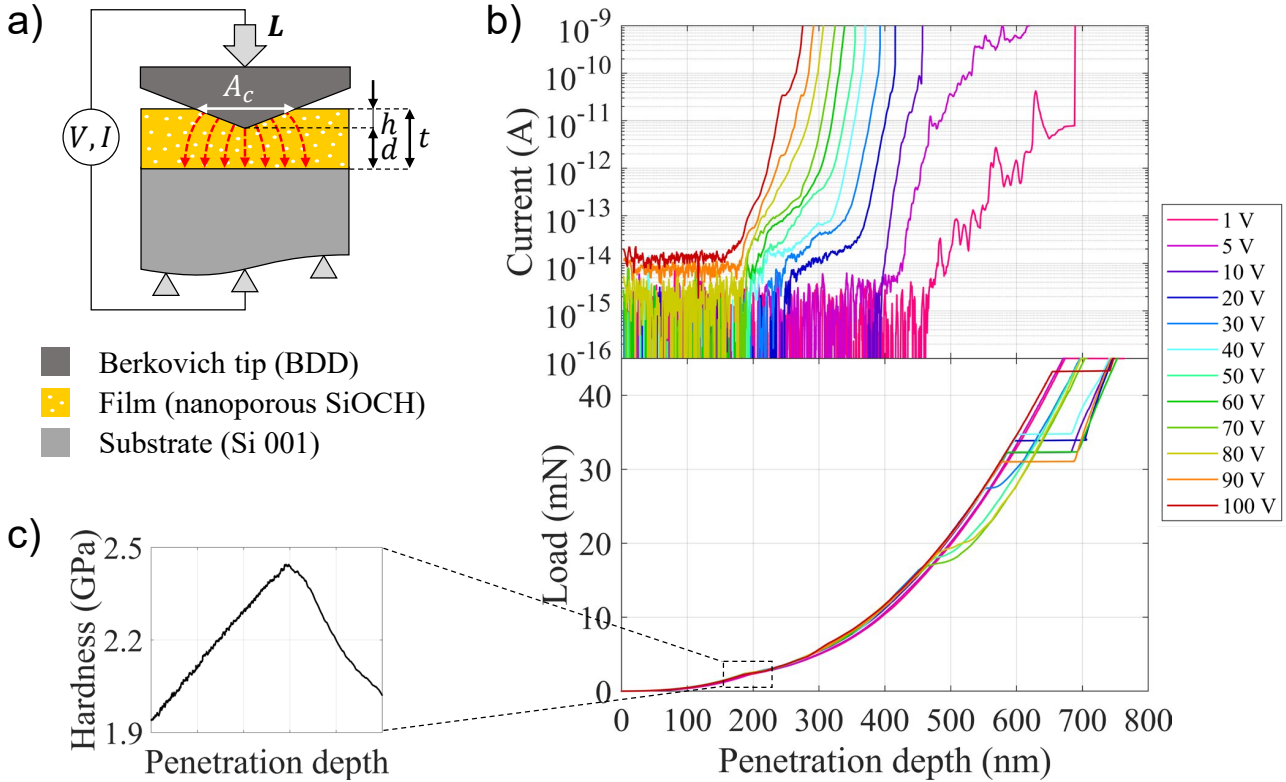 a)
L
A_c
h
d
t
V, I
Berkovich tip (BDD)
Film (nanoporous SiOCH)
Substrate (Si 001)
b)
Current (A)
10^-9
10^-10
10^-11
10^-12
10^-13
10^-14
10^-15
10^-16
Load (mN)
40
30
20
10
0
0 100 200 300 400 500 600 700 800
Penetration depth (nm)
1 V
5 V
10 V
20 V
30 V
40 V
50 V
60 V
70 V
80 V
90 V
100 V
c)
Hardness (GPa)
2.5
2.2
1.9
Penetration depth